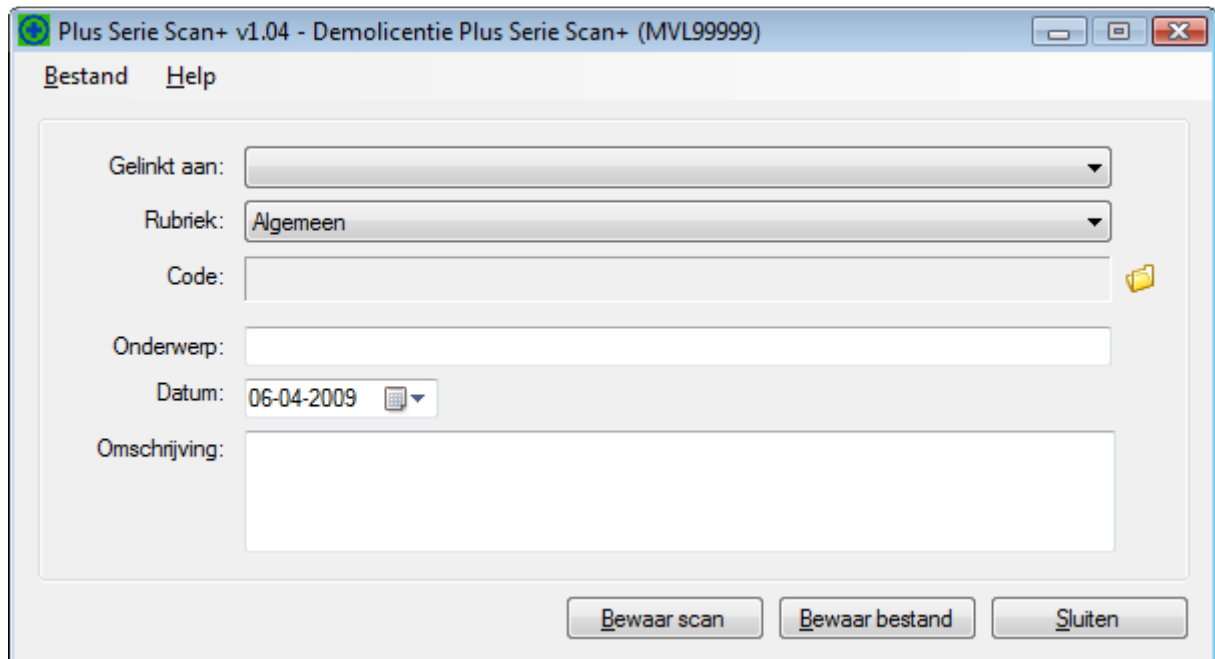 Plus Serie Scan+ v1.04 - Demolicentie Plus Serie Scan+ (MVL99999)
Bestand Help
Gelinkt aan:
Rubriek: Algemeen
Code:
Onderwerp:
Datum: 06-04-2009
Omschrijving:
Bewaar scan Bewaar bestand Sluiten